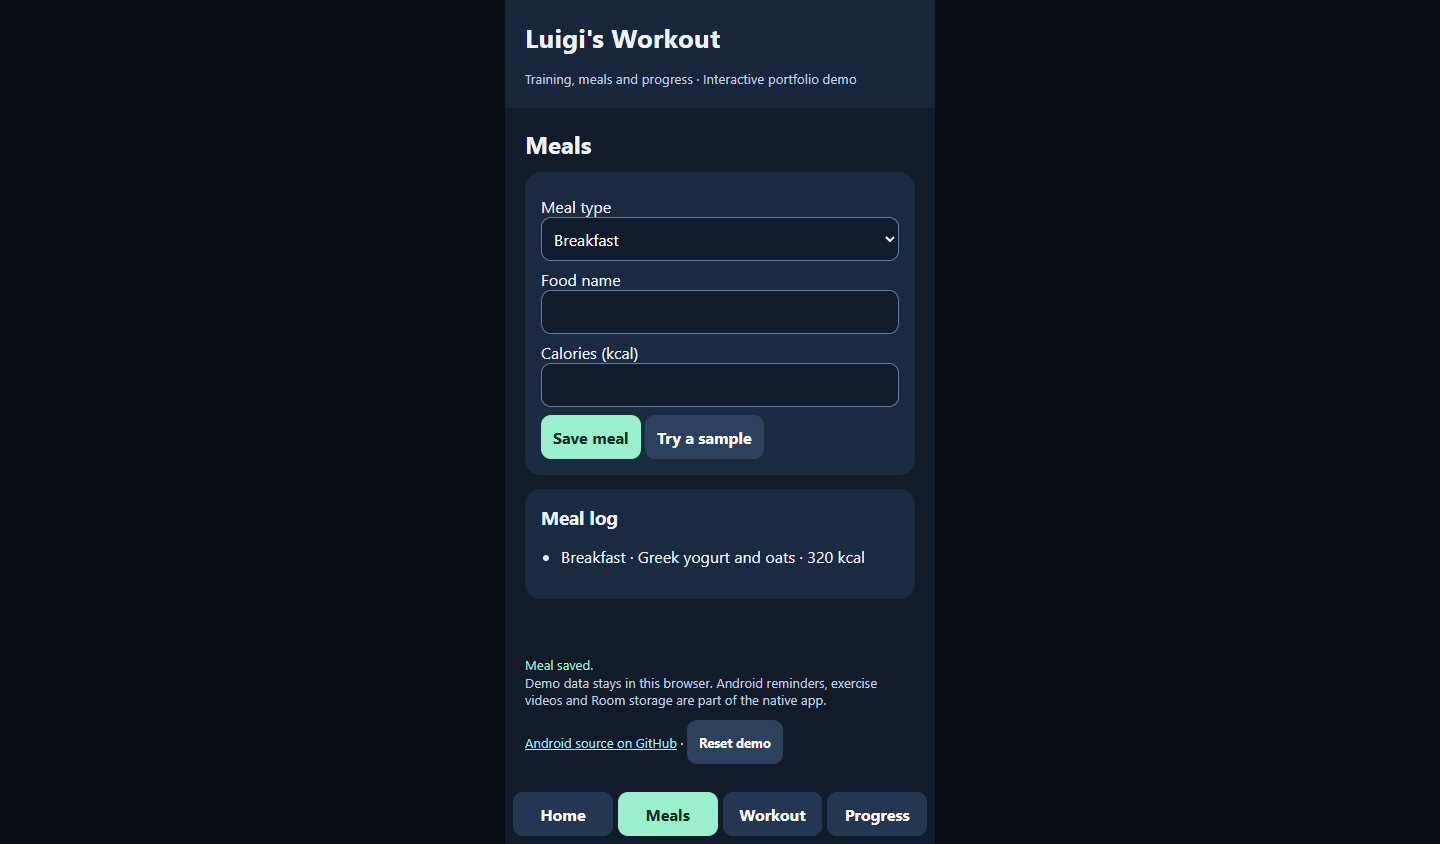 Luigi's Workout
Training, meals and progress · Interactive portfolio demo
Meals
Meal type
Breakfast
Food name
Calories (kcal)
Save meal
Try a sample
Meal log
• Breakfast · Greek yogurt and oats · 320 kcal
Meal saved.
Demo data stays in this browser. Android reminders, exercise
videos and Room storage are part of the native app.
Android source on GitHub · Reset demo
Home
Meals
Workout
Progress